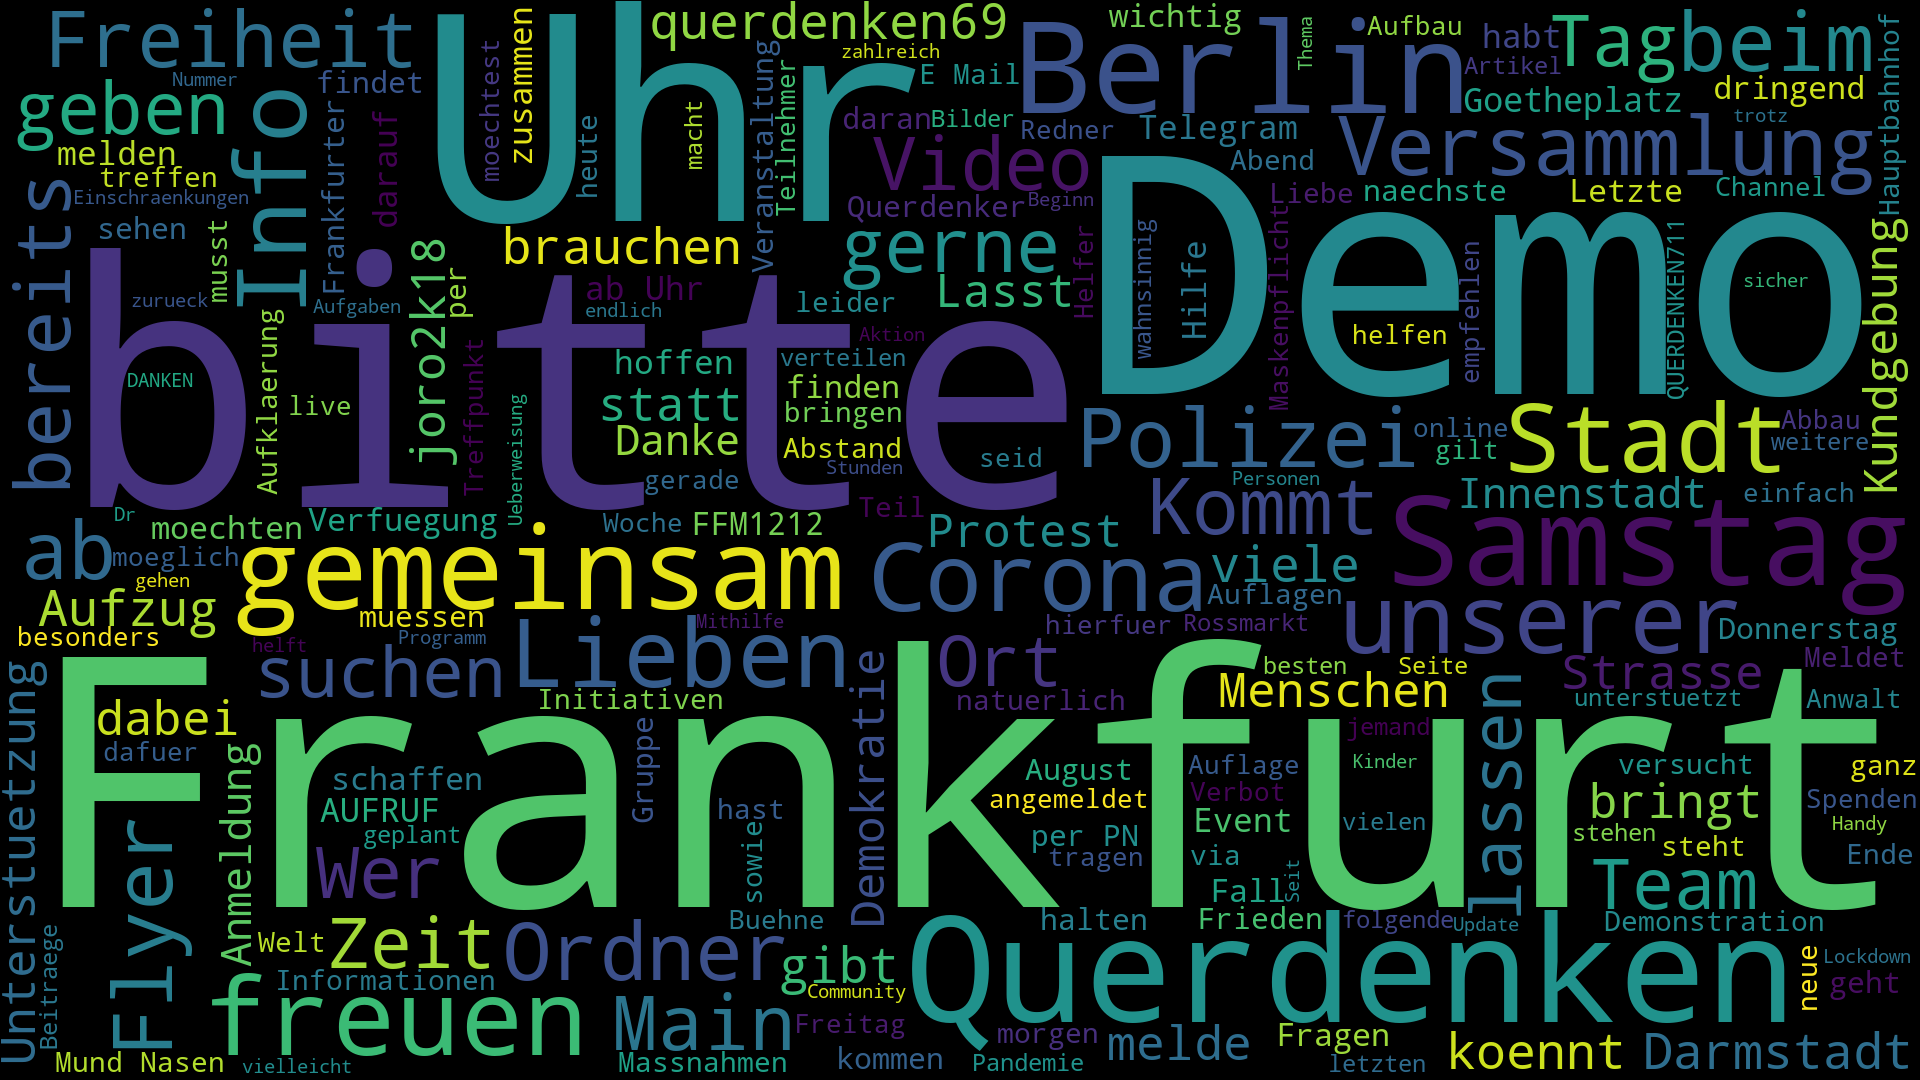 Freiheit
Uhr
querdenken69
wichtig
Berlin
Thema
Aufbau
habt
Artikel
Tag
beim
Hauptbahnhof
Nummer
findet
zusammen
zahlreich
E Mail
geben
Info
Frankfurter
darauf
moechtest
heute
macht
Veranstaltung
Teilnehmer
daran
Bilder
Redner
Telegram
Goetheplatz
dringend
trotz
melden
treffen
Einschraenkungen
Video
Abend
Versammlung
Querdenker
Beginn
Liebe
naechste
Letzte
Channel
bereits
sehen
musst
brauchen
gerne
Helfer
Demo
wahnsinnig
Hilfe
Maskenpflicht
empfehlen
QUERDENKEN711
sicher
Kundgebung
bitte
zurueck
Aufgaben
joro2k18
per
ab Uhr
endlich
leider
Lasst
Aktion
helfen
DANKEN
Aufklaerung
live
Treffpunkt
Ueberweisung
hoffen
statt
Danke
gerade
verteilen
finden
bringen
Abstand
Stunden
seid
Polizei
online
gilt
Stadt
Abbau
weitere
Dr
moechten
Verfuegung
Woche
FFM1212
Teil
Protest
Personen
Kommt
Innenstadt
einfach
ab
moeglich
gehen
gemeinsam
Corona
viele
Samstag
Aufzug
muessen
Mithilfe
Auflagen
hierfuer
Rossmarkt
unserer
Donnerstag
besonders
helft
Programm
suchen
Lieben
Ort
Strasse
Meldet
Unterstuetzung
dabei
dafuer
Initiativen
natuerlich
besten
Seite
Menschen
lassen
unterstuetzt
Anwalt
Frankfurt
jemand
Flyer
Anmeldung
schaffen
AUFRUF
geplant
Gruppe
hast
sowie
Demokratie
August
angemeldet
per PN
tragen
Auflage
Verbot
Event
via
Kinder
vielen
versucht
ganz
bringt
Spenden
stehen
Handy
steht
Ende
Wer
Fall
Seit
Team
Welt
Zeit
Ordner
Buehne
halten
Frieden
folgende
Update
Demonstration
Beitraege
Informationen
gibt
Community
Querdenken
neue
Lockdown
geht
freuen
Main
Freitag
morgen
Fragen
Mund Nasen
vielleicht
Massnahmen
kommen
Pandemie
melde
letzten
koennt
Darmstadt